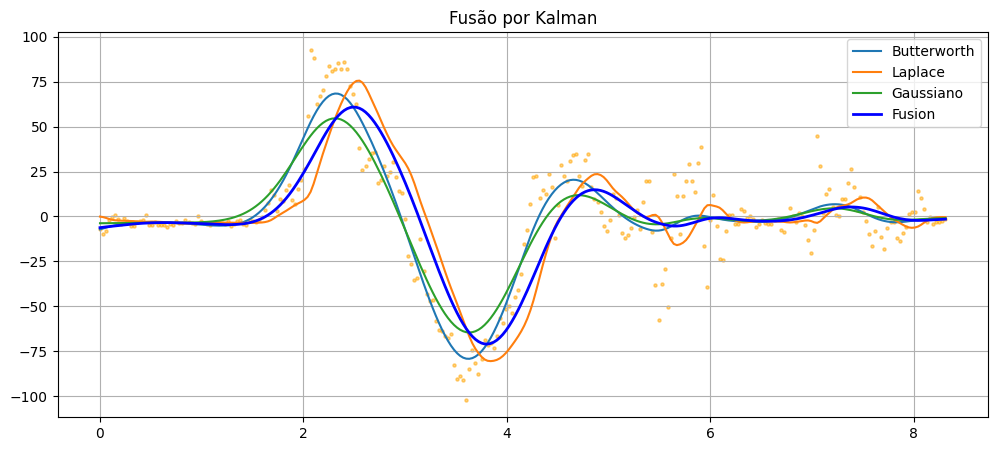 Fusão por Kalman
100
75
50
25
0
−25
−50
−75
−100
0 2 4 6 8
Butterworth
Laplace
Gaussiano
Fusion